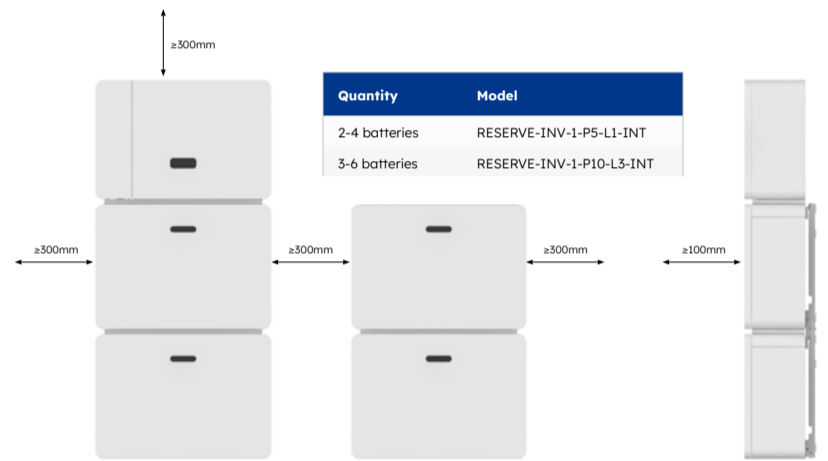 ≥300mm
Quantity Model
2-4 batteries RESERVE-INV-1-P5-L1-INT
3-6 batteries RESERVE-INV-1-P10-L3-INT
≥300mm ≥300mm ≥300mm ≥100mm